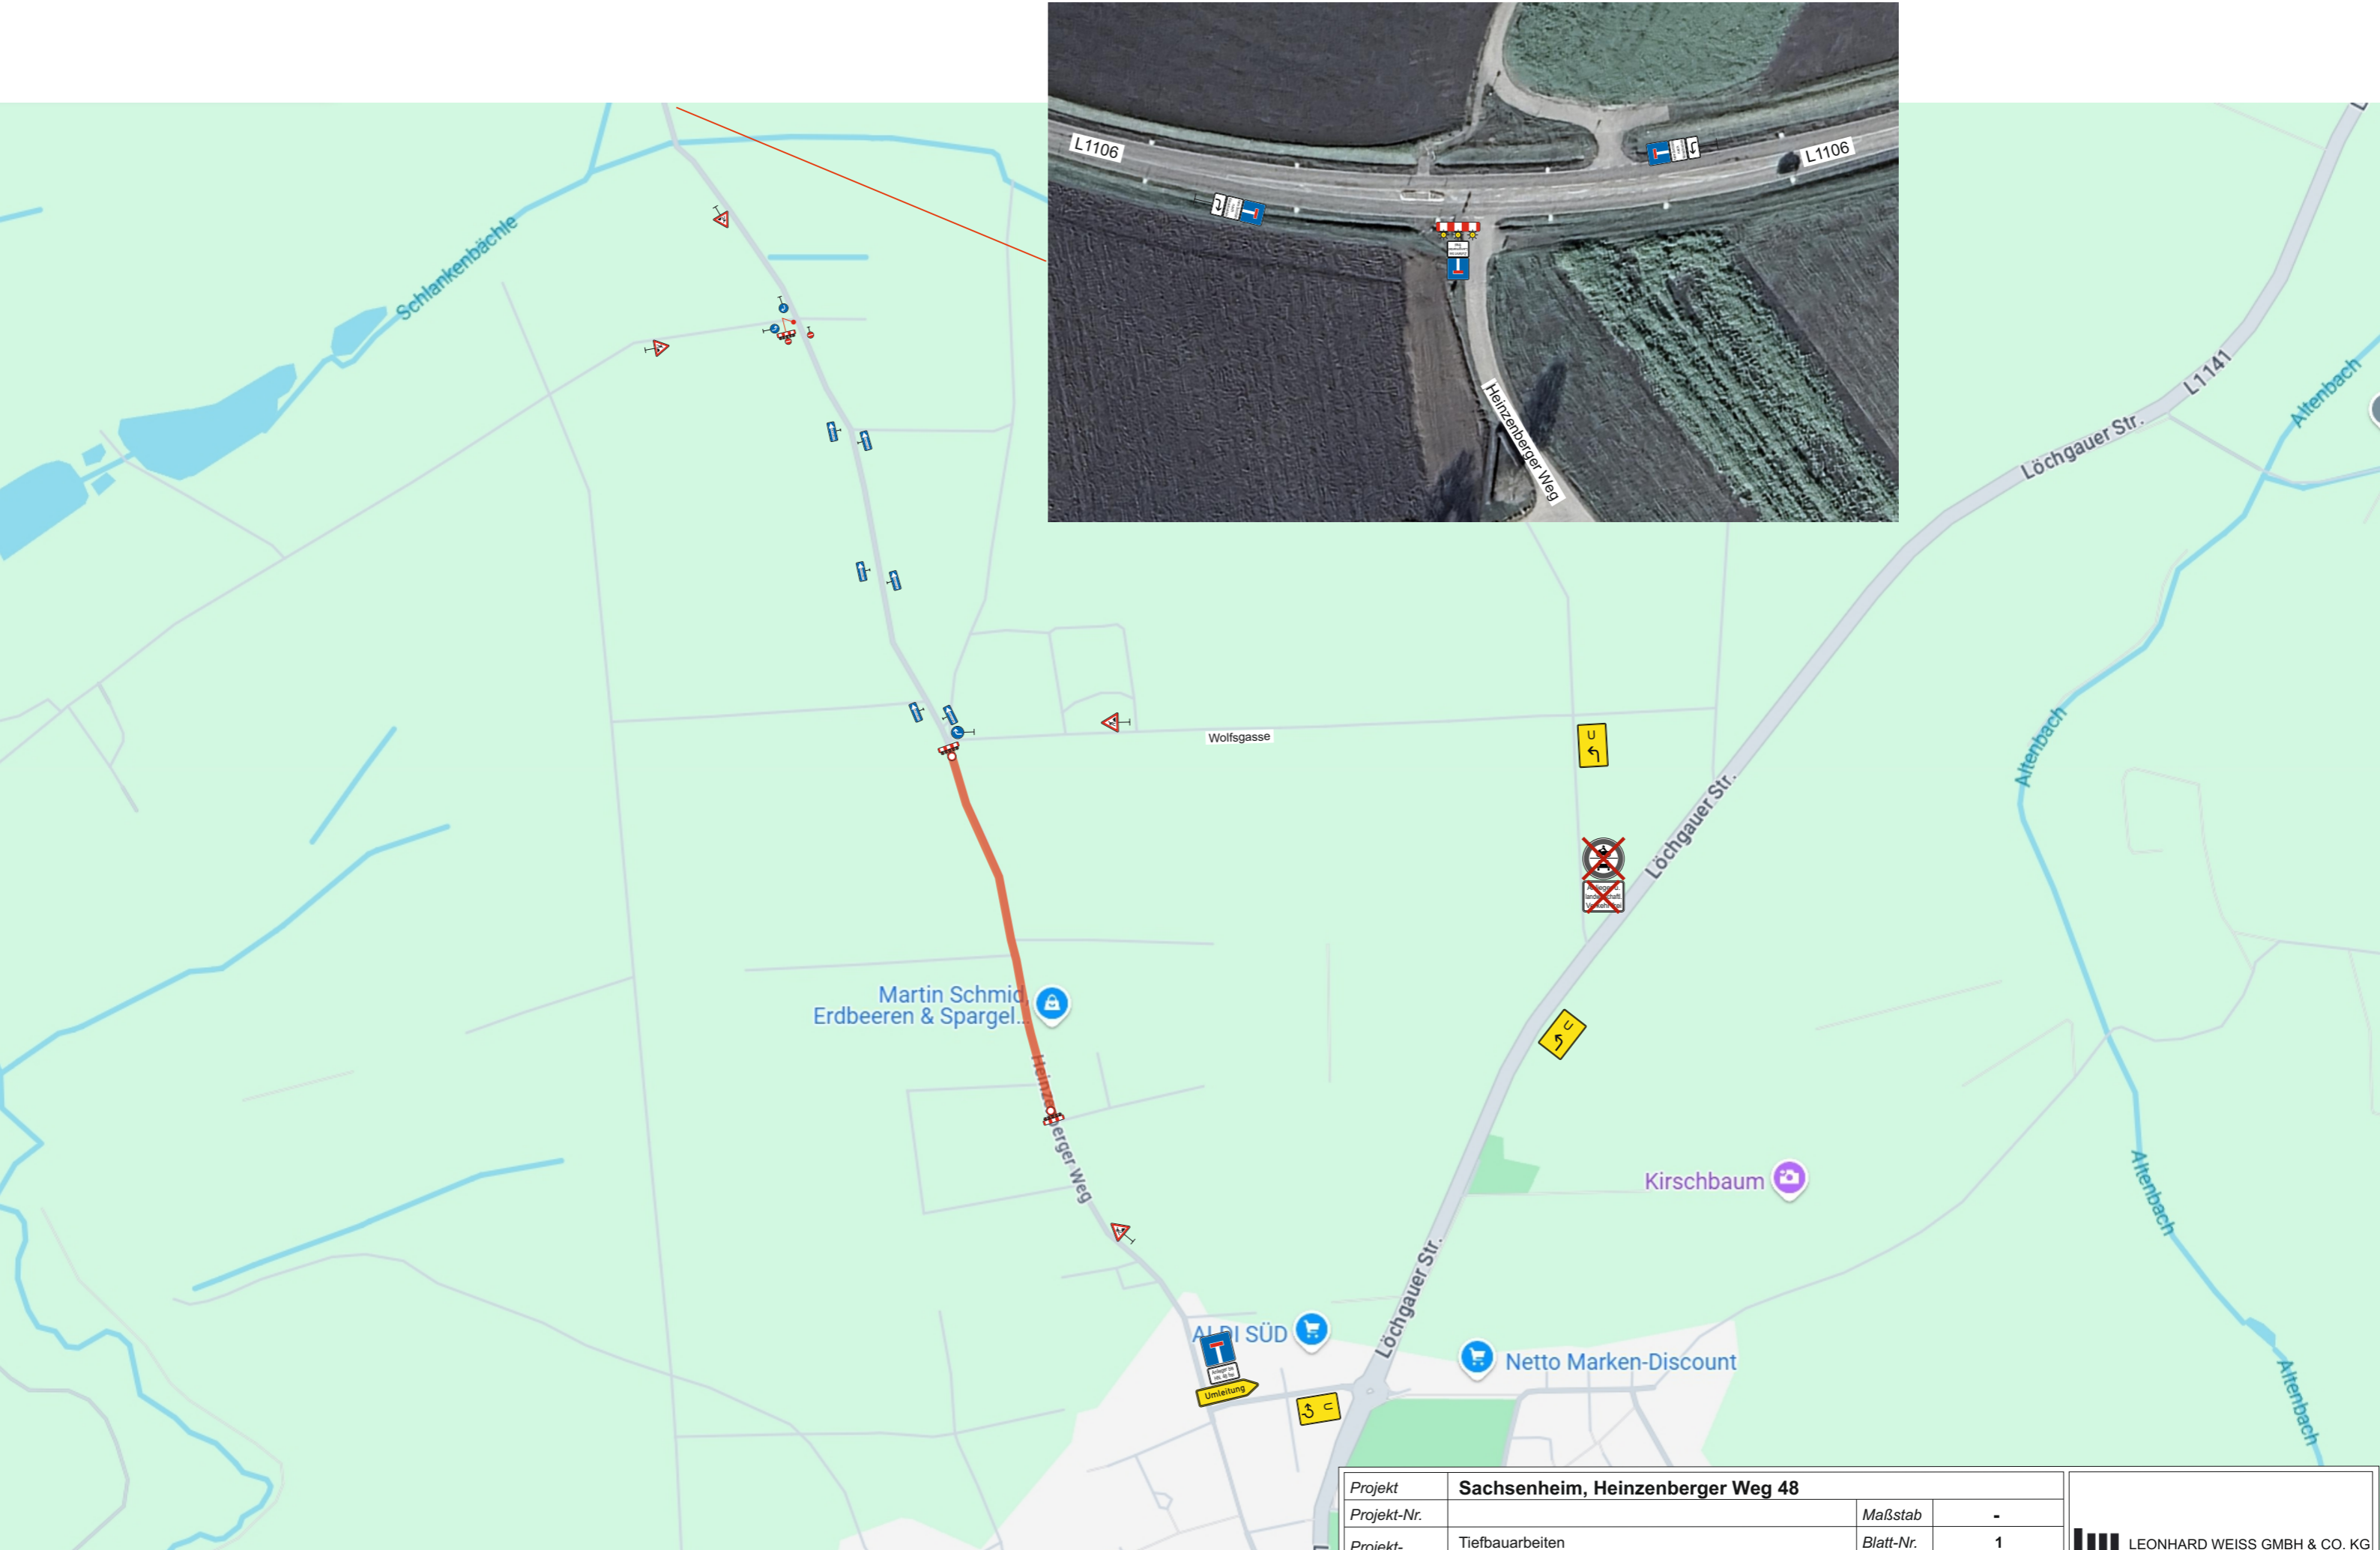 L1106
L1106
Heinzenberger Weg
Schlankenbächle
L1141
Löchgauer Str.
Altenbach
Wolfsgasse
U
Löchgauer Str.
Altenbach
Martin Schmid,
Erdbeeren & Spargel...
U
Heinzenberger Weg
Kirschbaum
Altenbach
Löchgauer Str.
ALDI SÜD
Netto Marken-Discount
Umleitung
U
Altenbach
Projekt
Sachsenheim, Heinzenberger Weg 48
Projekt-Nr.
Maßstab
-
Projekt-
Tiefbauarbeiten
Blatt-Nr.
1
LEONHARD WEISS GMBH & CO. KG